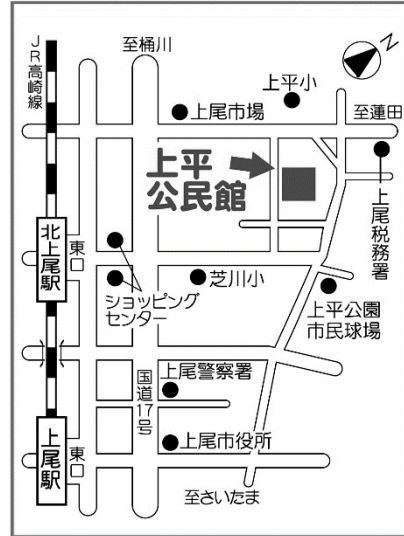 JR高崎線
至桶川
N
上平小
上尾市場
至蓮田
上平
公民館
上尾税務署
北上尾駅
東口
ショッピング
センター
芝川小
上平公園
市民球場
国道17号
上尾警察署
上尾駅
東口
上尾市役所
至さいたま